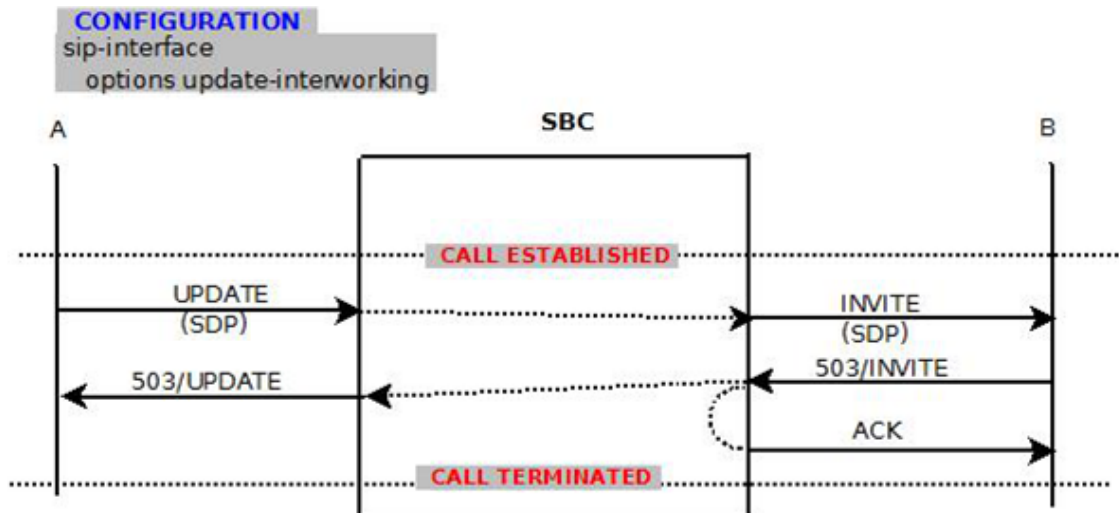 CONFIGURATION
sip-interface
options update-interworking
A
SBC
B
CALL ESTABLISHED
UPDATE
(SDP)
INVITE
(SDP)
503/UPDATE
503/INVITE
ACK
CALL TERMINATED